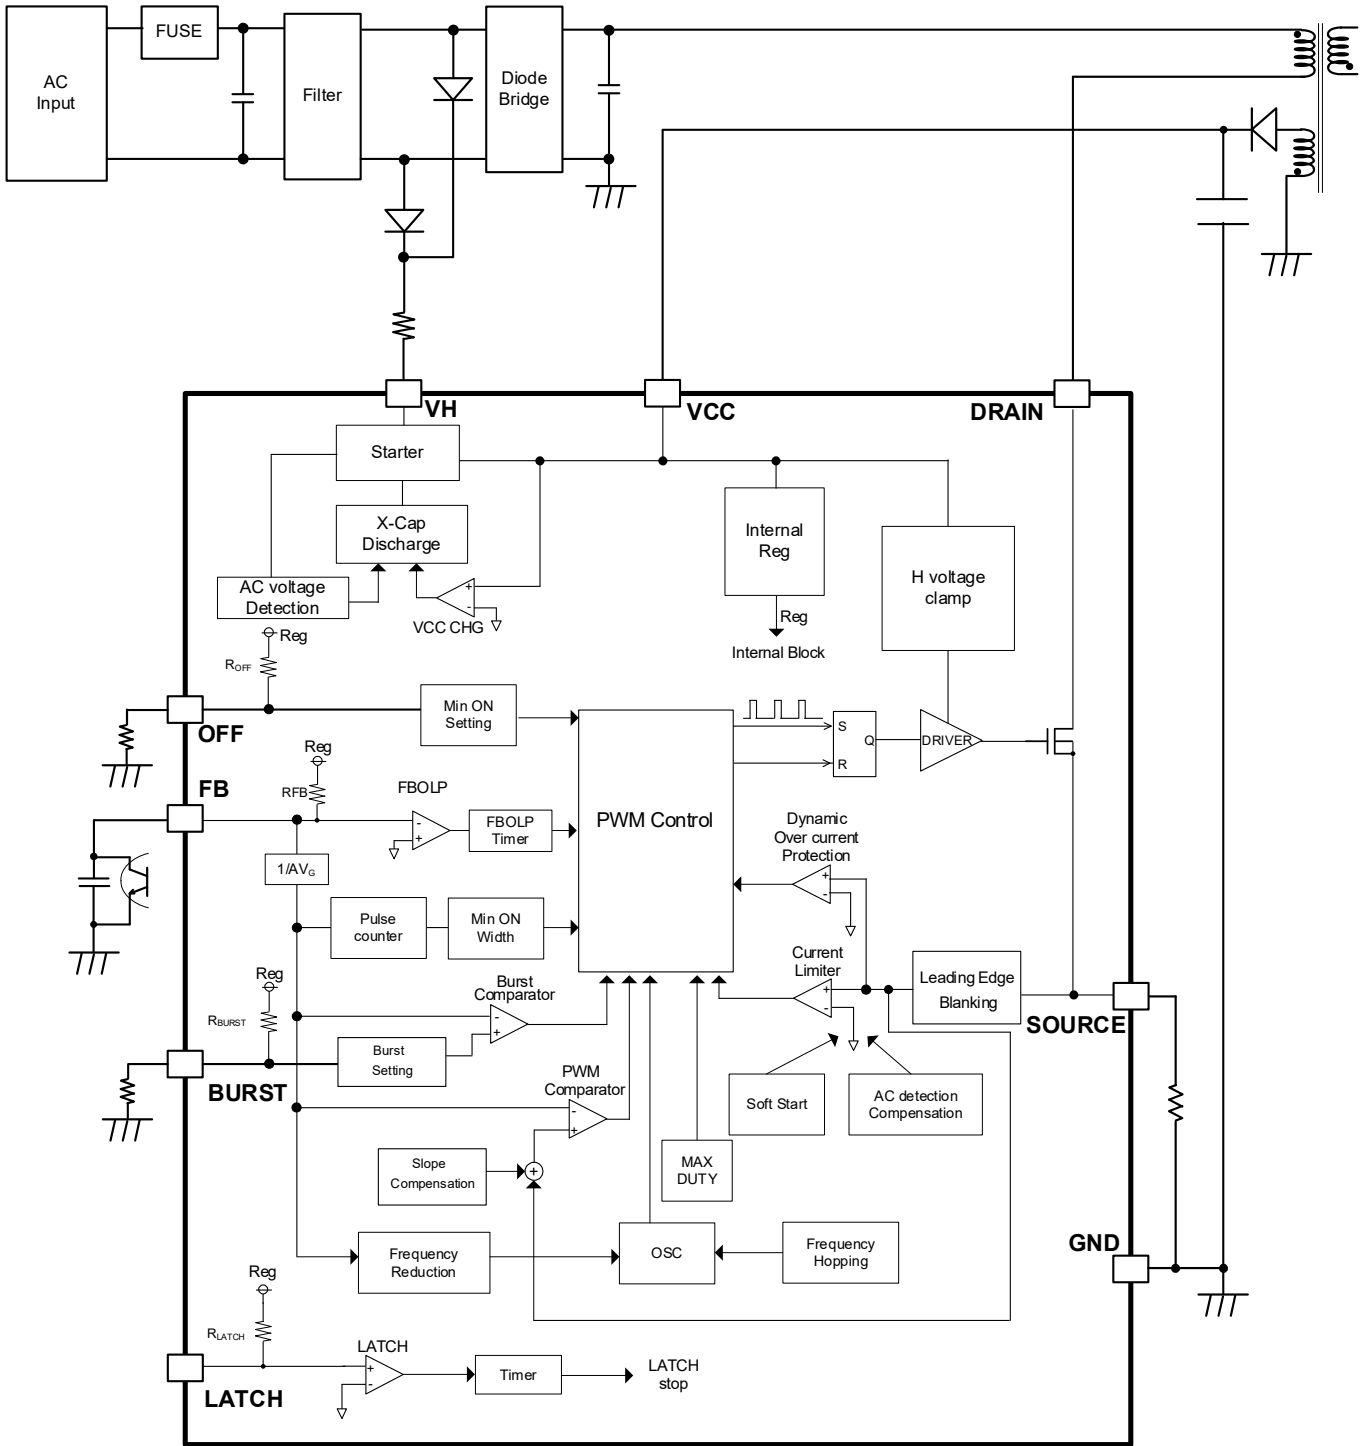 FUSE
AC
Input
Filter
Diode
Bridge
VH
VCC
DRAIN
Starter
X-Cap
Discharge
Internal
Reg
H voltage
clamp
AC voltage
Detection
+
-
VCC CHG
Reg
Internal Block
Reg
ROFF
OFF
Min ON
Setting
S
Q
R
DRIVER
Reg
RFB
FB
FBOLP
-
+
FBOLP
Timer
PWM Control
Dynamic
Over current
Protection
+
-
1/AVG
Pulse
counter
Min ON
Width
Current
Limiter
+
-
Leading Edge
Blanking
SOURCE
Reg
RBURST
Burst
Comparator
-
+
BURST
Burst
Setting
PWM
Comparator
-
+
Soft Start
AC detection
Compensation
Slope
Compensation
+
MAX
DUTY
Frequency
Reduction
OSC
Frequency
Hopping
GND
Reg
RLATCH
LATCH
LATCH
+
-
Timer
LATCH
stop